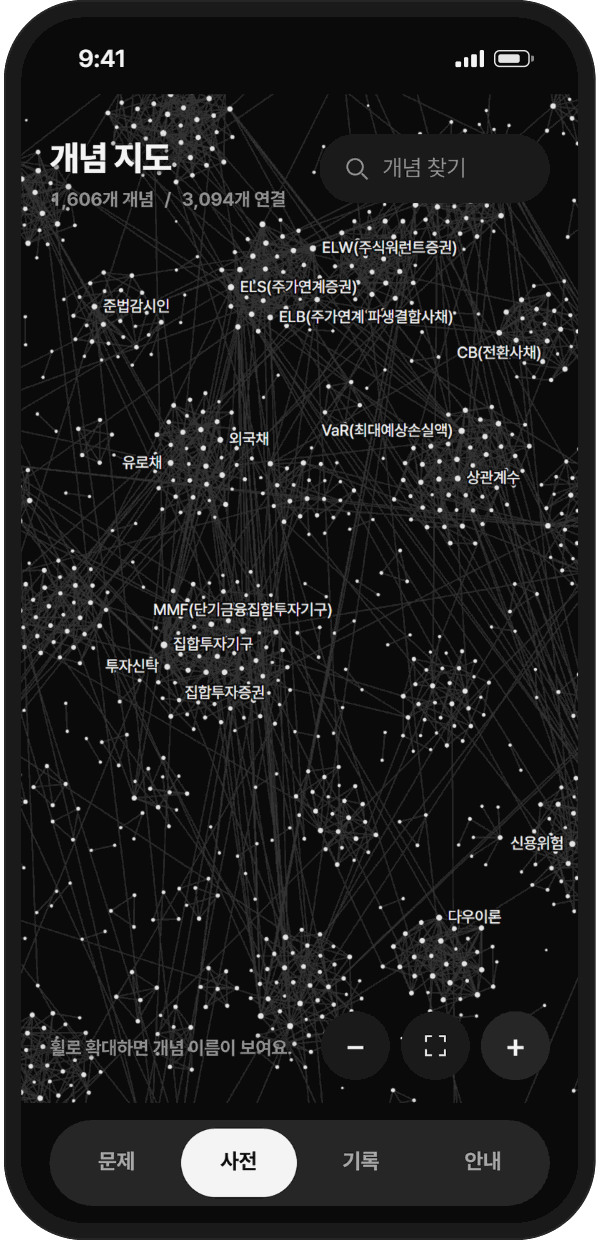 9:41
개념 지도
개념 찾기
1,606개 개념 / 3,094개 연결
ELW(주식워런트증권)
ELS(주가연계증권)
준법감시인
ELB(주가연계 파생결합사채)
CB(전환사채)
VaR(최대예상손실액)
외국채
유로채
상관계수
MMF(단기금융집합투자기구)
집합투자기구
투자신탁
집합투자증권
신용위험
다우이론
휠로 확대하면 개념 이름이 보여요.
문제
사전
기록
안내